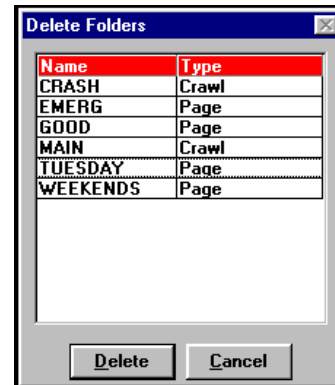 Delete Folders
Name Type
CRASH Crawl
EMERG Page
GOOD Page
MAIN Crawl
TUESDAY Page
WEEKENDS Page
Delete Cancel